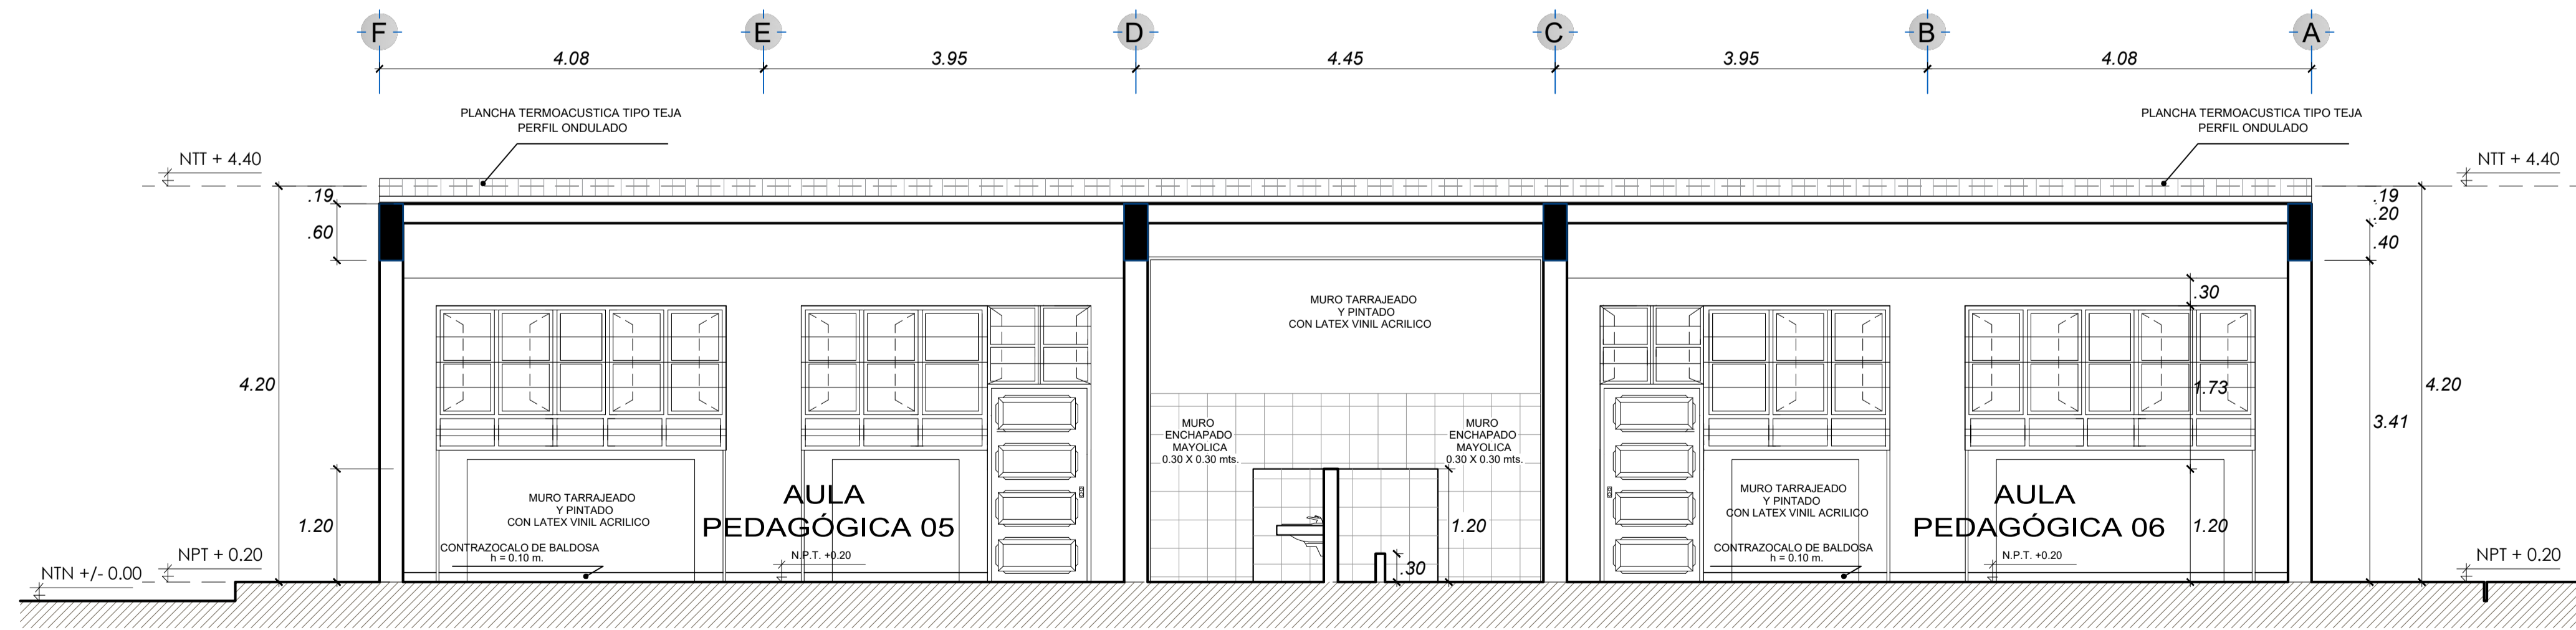 F E D C B A
4.08 3.95 4.45 3.95 4.08
PLANCHA TERMOACUSTICA TIPO TEJA
PERFIL ONDULADO
PLANCHA TERMOACUSTICA TIPO TEJA
PERFIL ONDULADO
NTT + 4.40
NTT + 4.40
.19
.60
4.20
1.20
NPT + 0.20
NTN +/- 0.00
MURO TARRAJEADO
Y PINTADO
CON LATEX VINIL ACRILICO
CONTRAZOCALO DE BALDOSA
h = 0.10 m.
AULA
PEDAGÓGICA 05
N.P.T. +0.20
MURO TARRAJEADO
Y PINTADO
CON LATEX VINIL ACRILICO
MURO
ENCHAPADO
MAYOLICA
0.30 X 0.30 mts.
MURO
ENCHAPADO
MAYOLICA
0.30 X 0.30 mts.
1.20
.30
MURO TARRAJEADO
Y PINTADO
CON LATEX VINIL ACRILICO
CONTRAZOCALO DE BALDOSA
h = 0.10 m.
AULA
PEDAGÓGICA 06
N.P.T. +0.20
.30
1.73
1.20
.19
.20
.40
4.20
3.41
NPT + 0.20